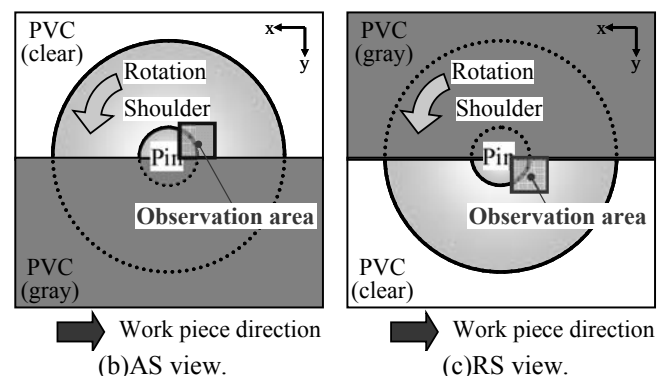 PVC
(clear)
Rotation
Shoulder
Pin
Observation area
PVC
(gray)
x
y
Work piece direction
(b)AS view.
PVC
(gray)
Rotation
Shoulder
Pin
Observation area
PVC
(clear)
x
y
Work piece direction
(c)RS view.